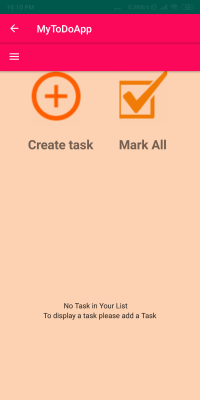 MyToDoApp
Create task Mark All
No Task in Your List
To display a task please add a Task